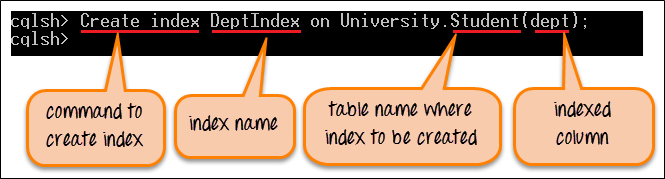 cqlsh> Create index DeptIndex on University.Student(dept);
cqlsh>
command to
create index
index name
table name where
index to be created
indexed
column